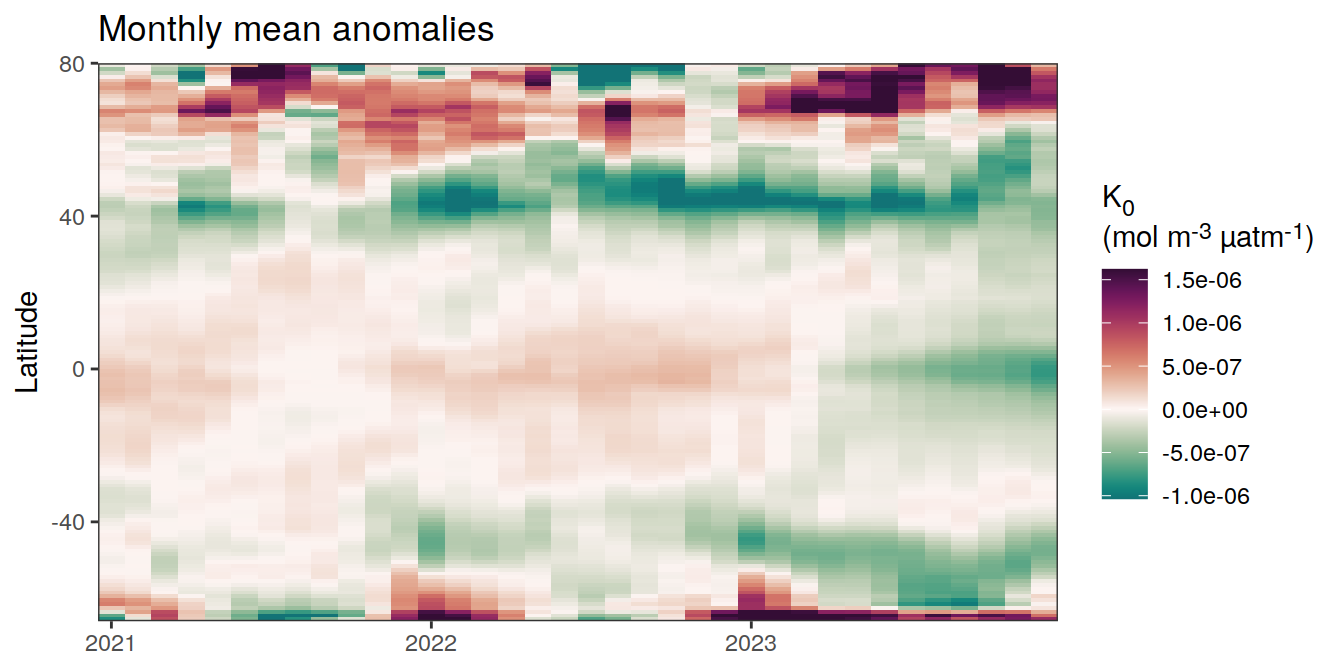 Monthly mean anomalies
80
40
0
-40
Latitude
2021
2022
2023
K₀
(mol m⁻³ µatm⁻¹)
1.5e-06
1.0e-06
5.0e-07
0.0e+00
-5.0e-07
-1.0e-06